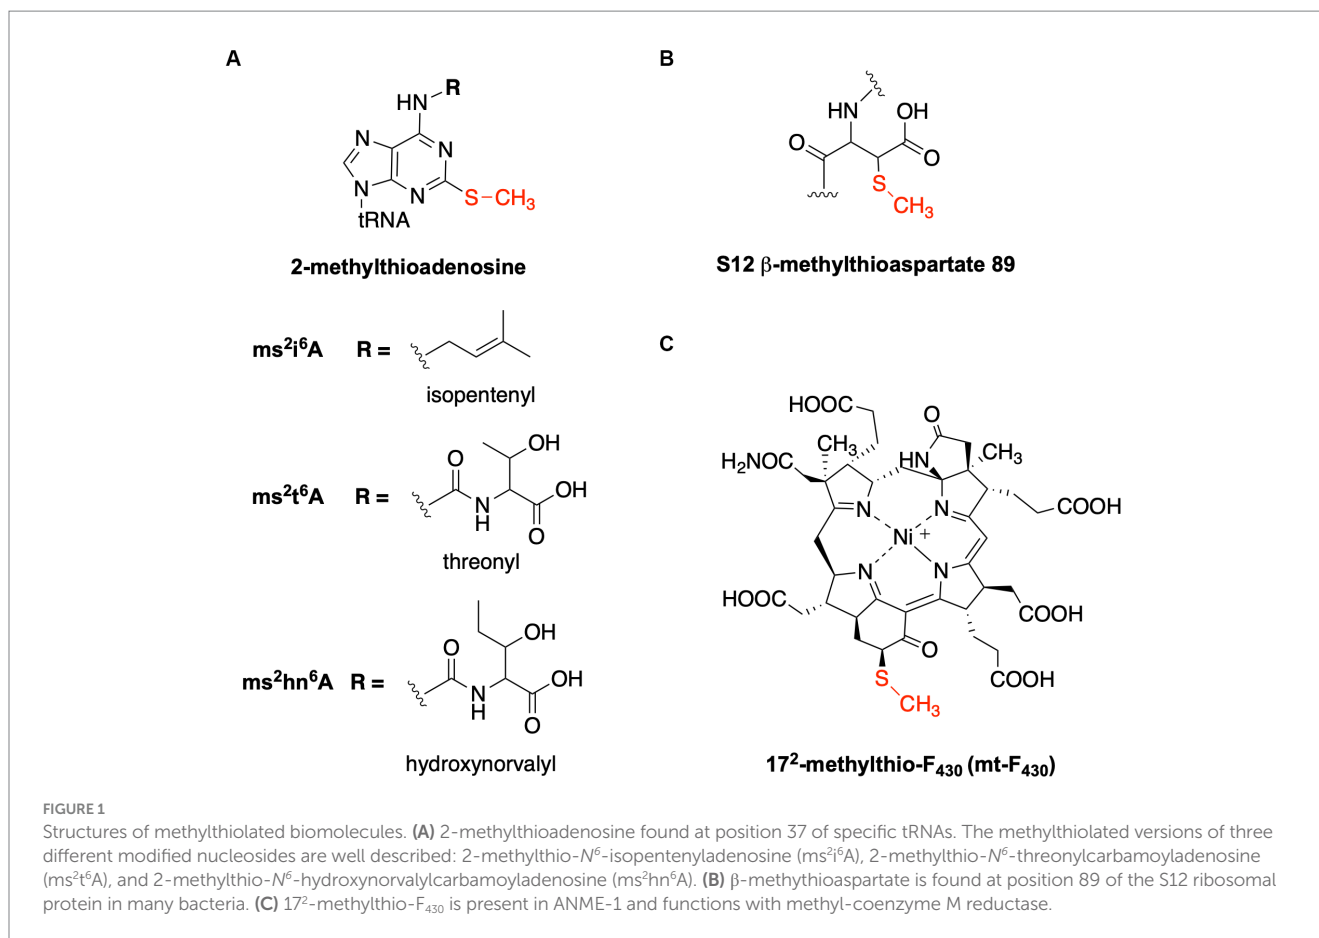 A
HN
R
N
N
N
N
S
CH₃
tRNA
2-methylthioadenosine
ms²i⁶A R =
isopentenyl
ms²t⁶A R =
O
N
H
OH
OH
O
threonyl
ms²hn⁶A R =
O
N
H
OH
OH
O
hydroxynorvalyl
B
HN
OH
O
O
S
CH₃
S12 β-methylthioaspartate 89
C
HOOC
O
CH₃
HN
CH₃
H₂NOC
N
N
COOH
Ni +
N
N
HOOC
COOH
O
S
COOH
CH₃
17²-methylthio-F₄₃₀ (mt-F₄₃₀)
FIGURE 1
Structures of methylthiolated biomolecules. (A) 2-methylthioadenosine found at position 37 of specific tRNAs. The methylthiolated versions of three
different modified nucleosides are well described: 2-methylthio-N⁶-isopentenyladenosine (ms²i⁶A), 2-methylthio-N⁶-threonylcarbamoyladenosine
(ms²t⁶A), and 2-methylthio-N⁶-hydroxynorvalylcarbamoyladenosine (ms²hn⁶A). (B) β-methythioaspartate is found at position 89 of the S12 ribosomal
protein in many bacteria. (C) 17²-methylthio-F₄₃₀ is present in ANME-1 and functions with methyl-coenzyme M reductase.